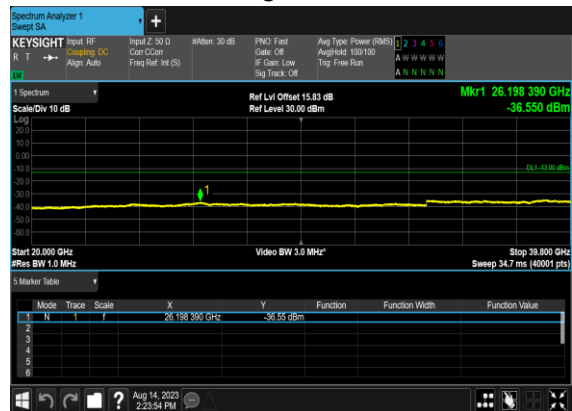 Spectrum Analyzer 1
Swept SA
+
KEYSIGHT
R T
LXI
Input: RF
Coupling: DC
Align: Auto
Input Z: 50 Ω
Corr CCorr
Freq Ref: Int (S)
#Atten: 30 dB
PNO: Fast
Gate: Off
IF Gain: Low
Sig Track: Off
Avg Type: Power (RMS)
Avg|Hold: 100/100
Trig: Free Run
1 2 3 4 5 6
A W W W W W
A N N N N N
1 Spectrum
Scale/Div 10 dB
Ref Lvl Offset 15.83 dB
Ref Level 30.00 dBm
Mkr1 26.198 390 GHz
-36.550 dBm
Log
20.0
10.0
0.00
-10.0
DL1 -13.00 dBm
-20.0
-30.0
1
-40.0
-50.0
-60.0
Start 20.000 GHz
Video BW 3.0 MHz*
Stop 39.800 GHz
#Res BW 1.0 MHz
Sweep 34.7 ms (40001 pts)
5 Marker Table
Mode Trace Scale X Y Function Function Width Function Value
1 N 1 f 26.198 390 GHz -36.55 dBm
2
3
4
5
6
?
Aug 14, 2023
2:23:54 PM